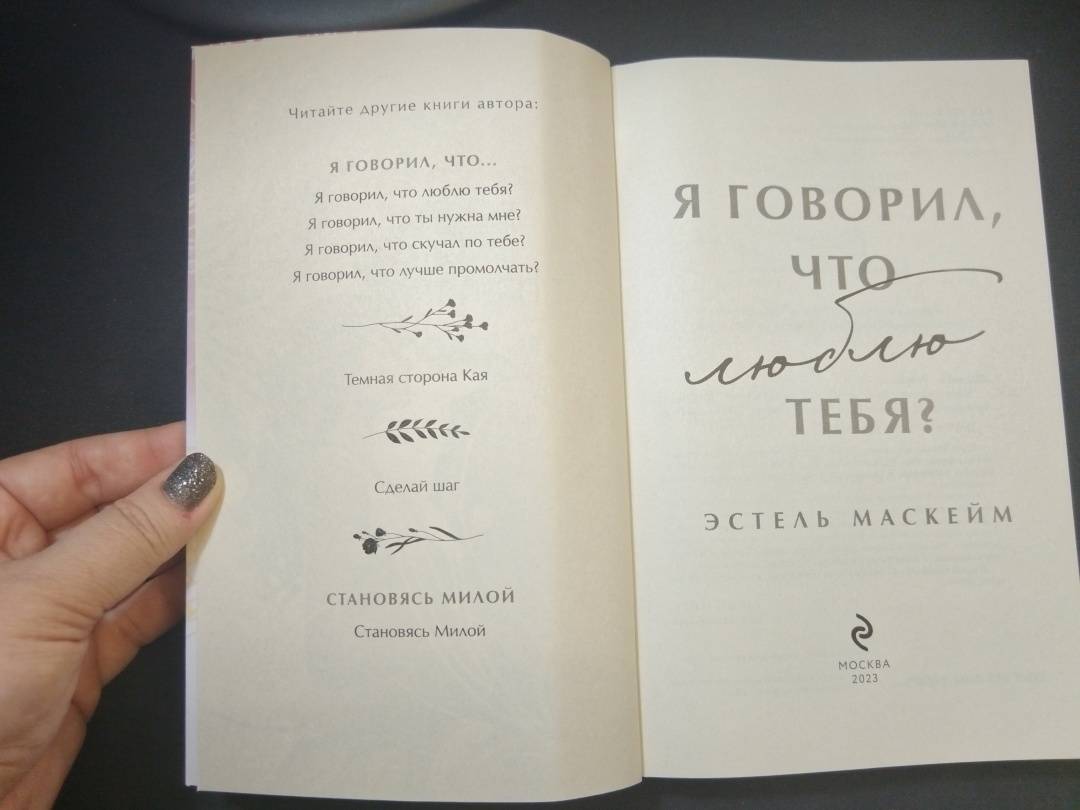 Читайте другие книги автора:
Я ГОВОРИЛ, ЧТО...
Я говорил, что люблю тебя?
Я говорил, что ты нужна мне?
Я говорил, что скучал по тебе?
Я говорил, что лучше промолчать?
Темная сторона Кая
Сделай шаг
СТАНОВЯСЬ МИЛОЙ
Становясь Милой
Я ГОВОРИЛ,
ЧТО
люблю
ТЕБЯ?
ЭСТЕЛЬ МАСКЕЙМ
МОСКВА
2023